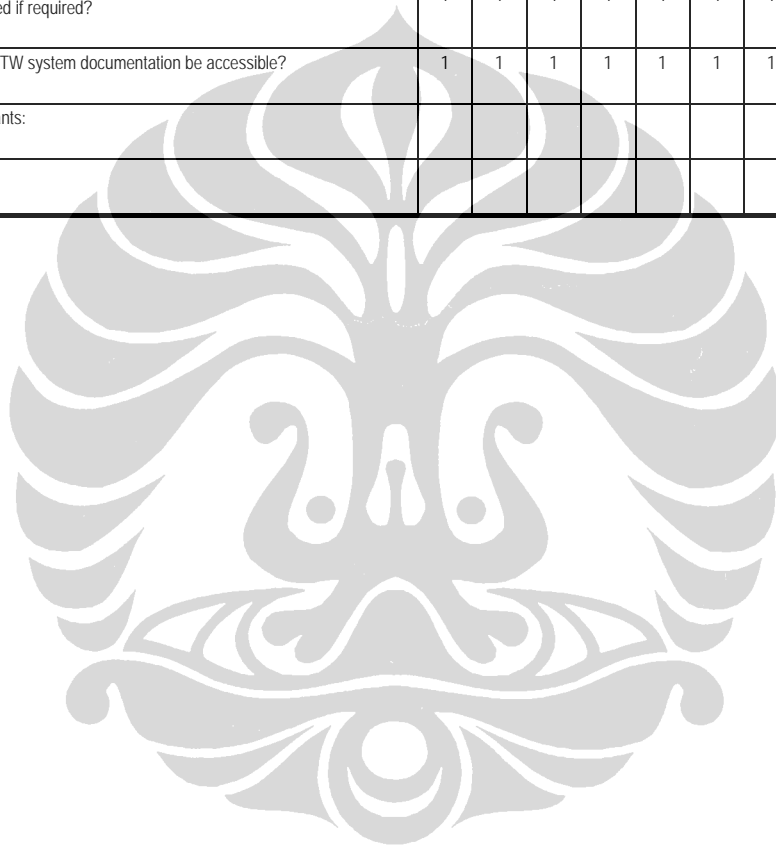 ed if required?
TW system documentation be accessible? 1 1 1 1 1 1 1
nts: